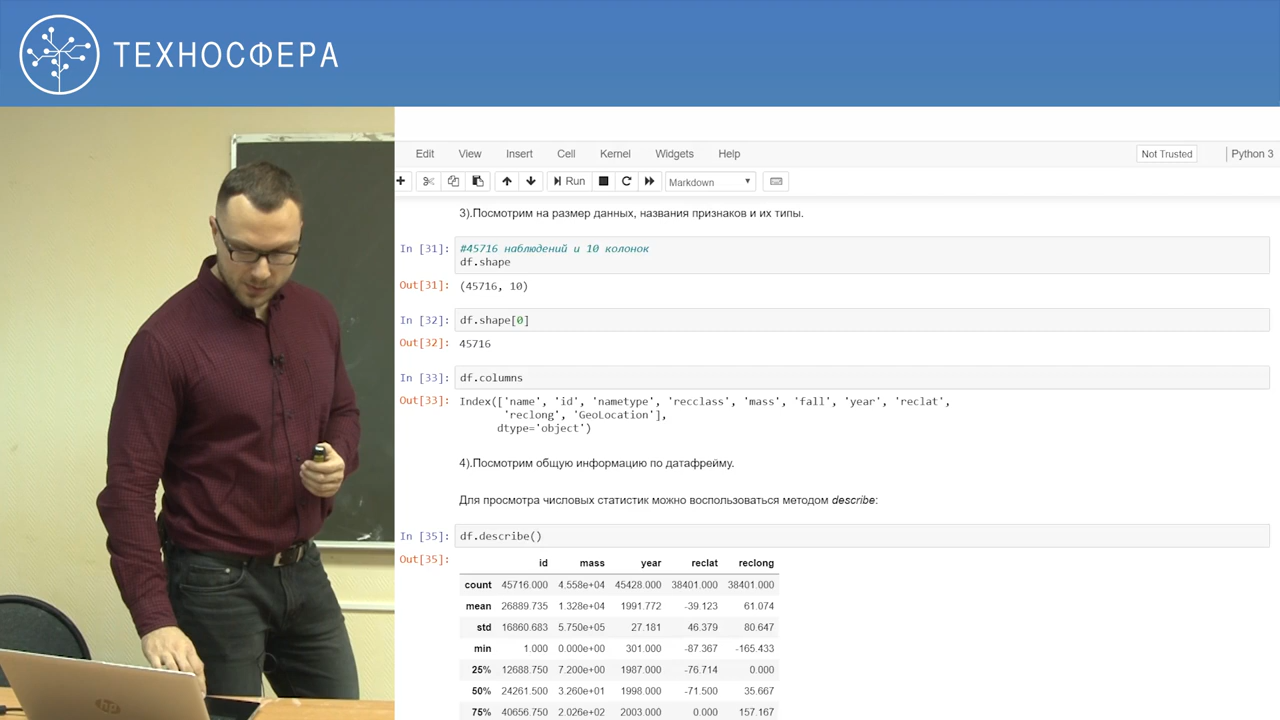 ТЕХНОСФЕРА
Edit View Insert Cell Kernel Widgets Help Not Trusted Python 3
Run Markdown
3).Посмотрим на размер данных, названия признаков и их типы.
In [31]: #45716 наблюдений и 10 колонок
df.shape
Out[31]: (45716, 10)
In [32]: df.shape[0]
Out[32]: 45716
In [33]: df.columns
Out[33]: Index(['name', 'id', 'nametype', 'recclass', 'mass', 'fall', 'year', 'reclat',
'reclong', 'GeoLocation'],
dtype='object')
4).Посмотрим общую информацию по датафрейму.
Для просмотра числовых статистик можно воспользоваться методом describe:
In [35]: df.describe()
Out[35]:
id mass year reclat reclong
count 45716.000 4.558e+04 45428.000 38401.000 38401.000
mean 26889.735 1.328e+04 1991.772 -39.123 61.074
std 16860.683 5.750e+05 27.181 46.379 80.647
min 1.000 0.000e+00 301.000 -87.367 -165.433
25% 12688.750 7.200e+00 1987.000 -76.714 0.000
50% 24261.500 3.260e+01 1998.000 -71.500 35.667
75% 40656.750 2.026e+02 2003.000 0.000 157.167
hp